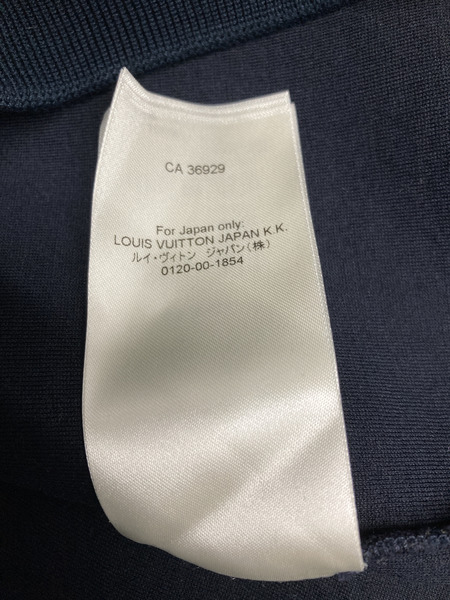 CA 36929
For Japan only:
LOUIS VUITTON JAPAN K.K.
ルイ・ヴィトン ジャパン(株)
0120-00-1854